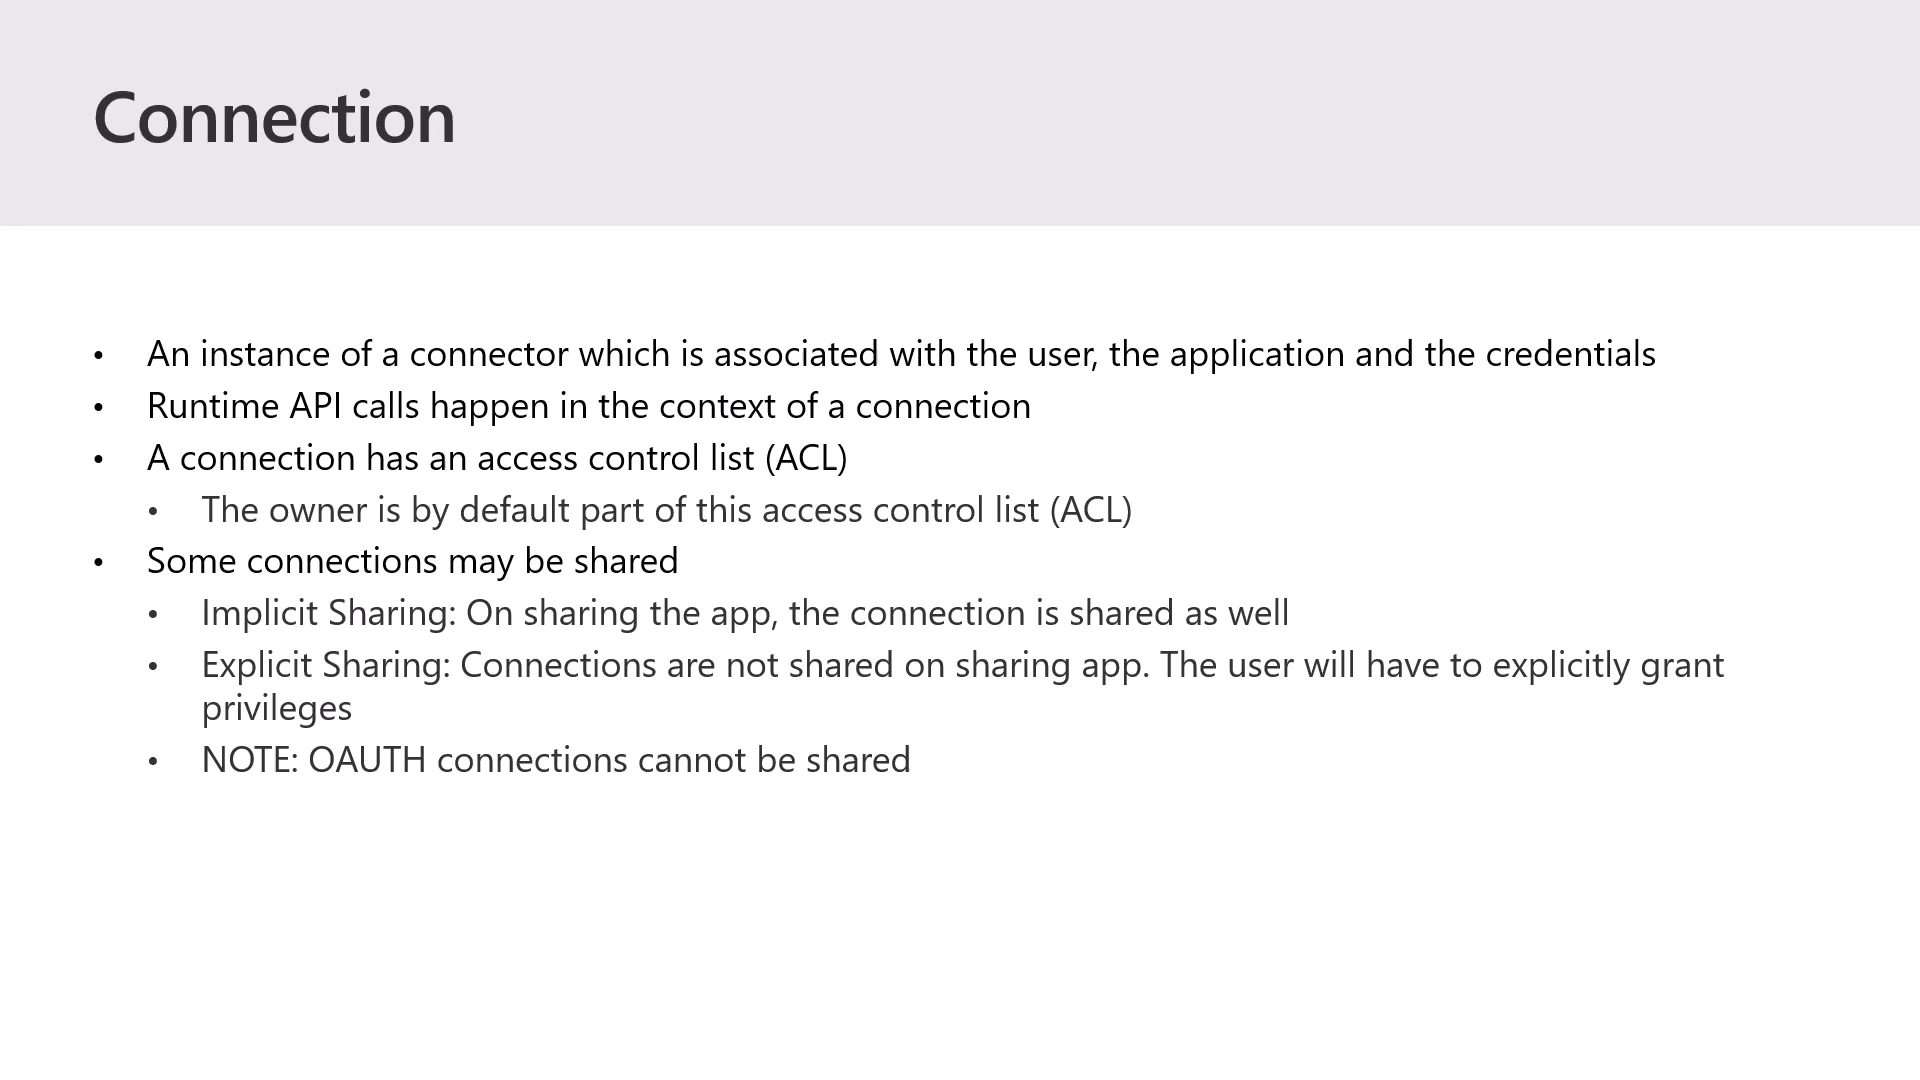 Connection
• An instance of a connector which is associated with the user, the application and the credentials
• Runtime API calls happen in the context of a connection
• A connection has an access control list (ACL)
• The owner is by default part of this access control list (ACL)
• Some connections may be shared
• Implicit Sharing: On sharing the app, the connection is shared as well
• Explicit Sharing: Connections are not shared on sharing app. The user will have to explicitly grant
privileges
• NOTE: OAUTH connections cannot be shared